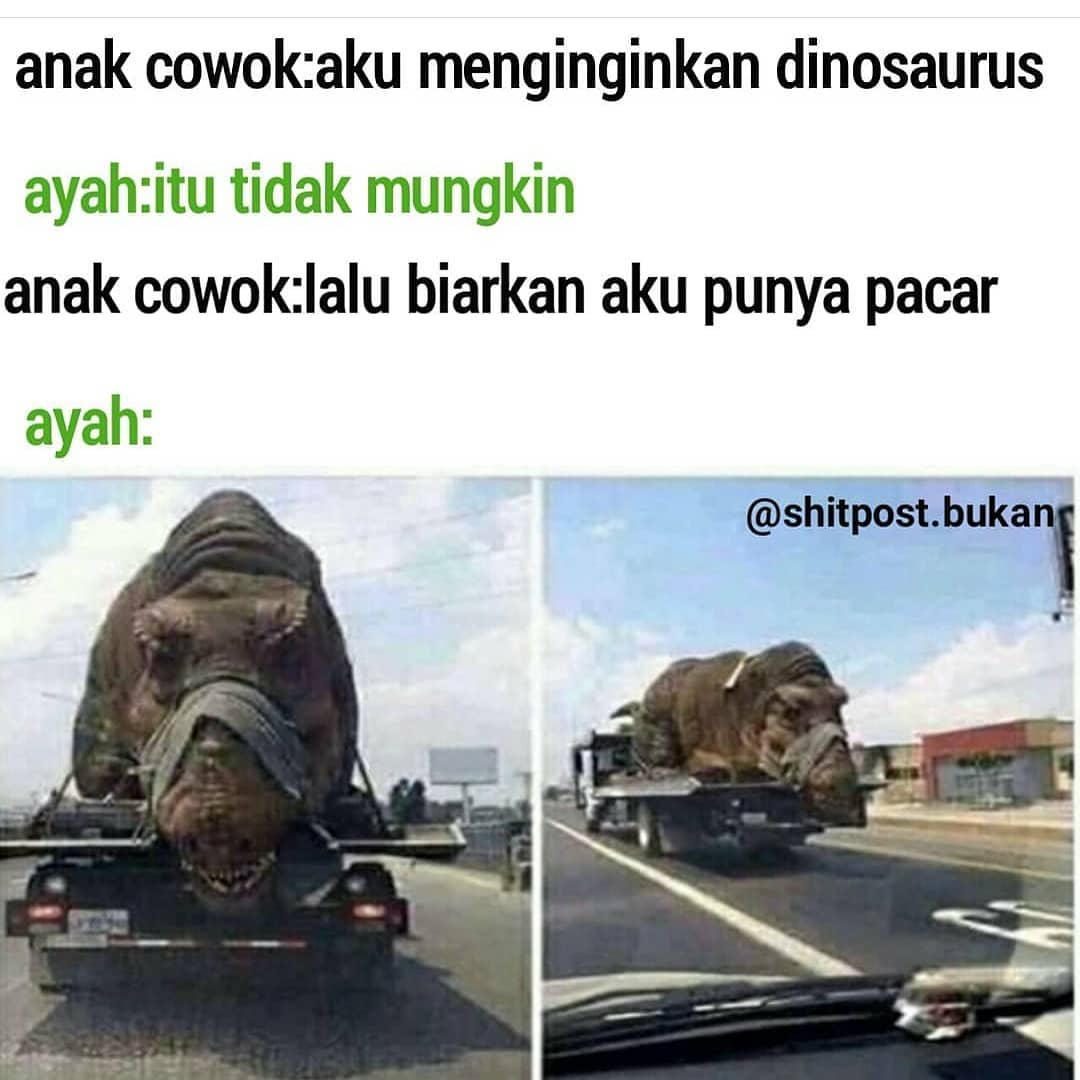 anak cowok:aku menginginkan dinosaurus
ayah:itu tidak mungkin
anak cowok:lalu biarkan aku punya pacar
ayah:
@shitpost.bukan